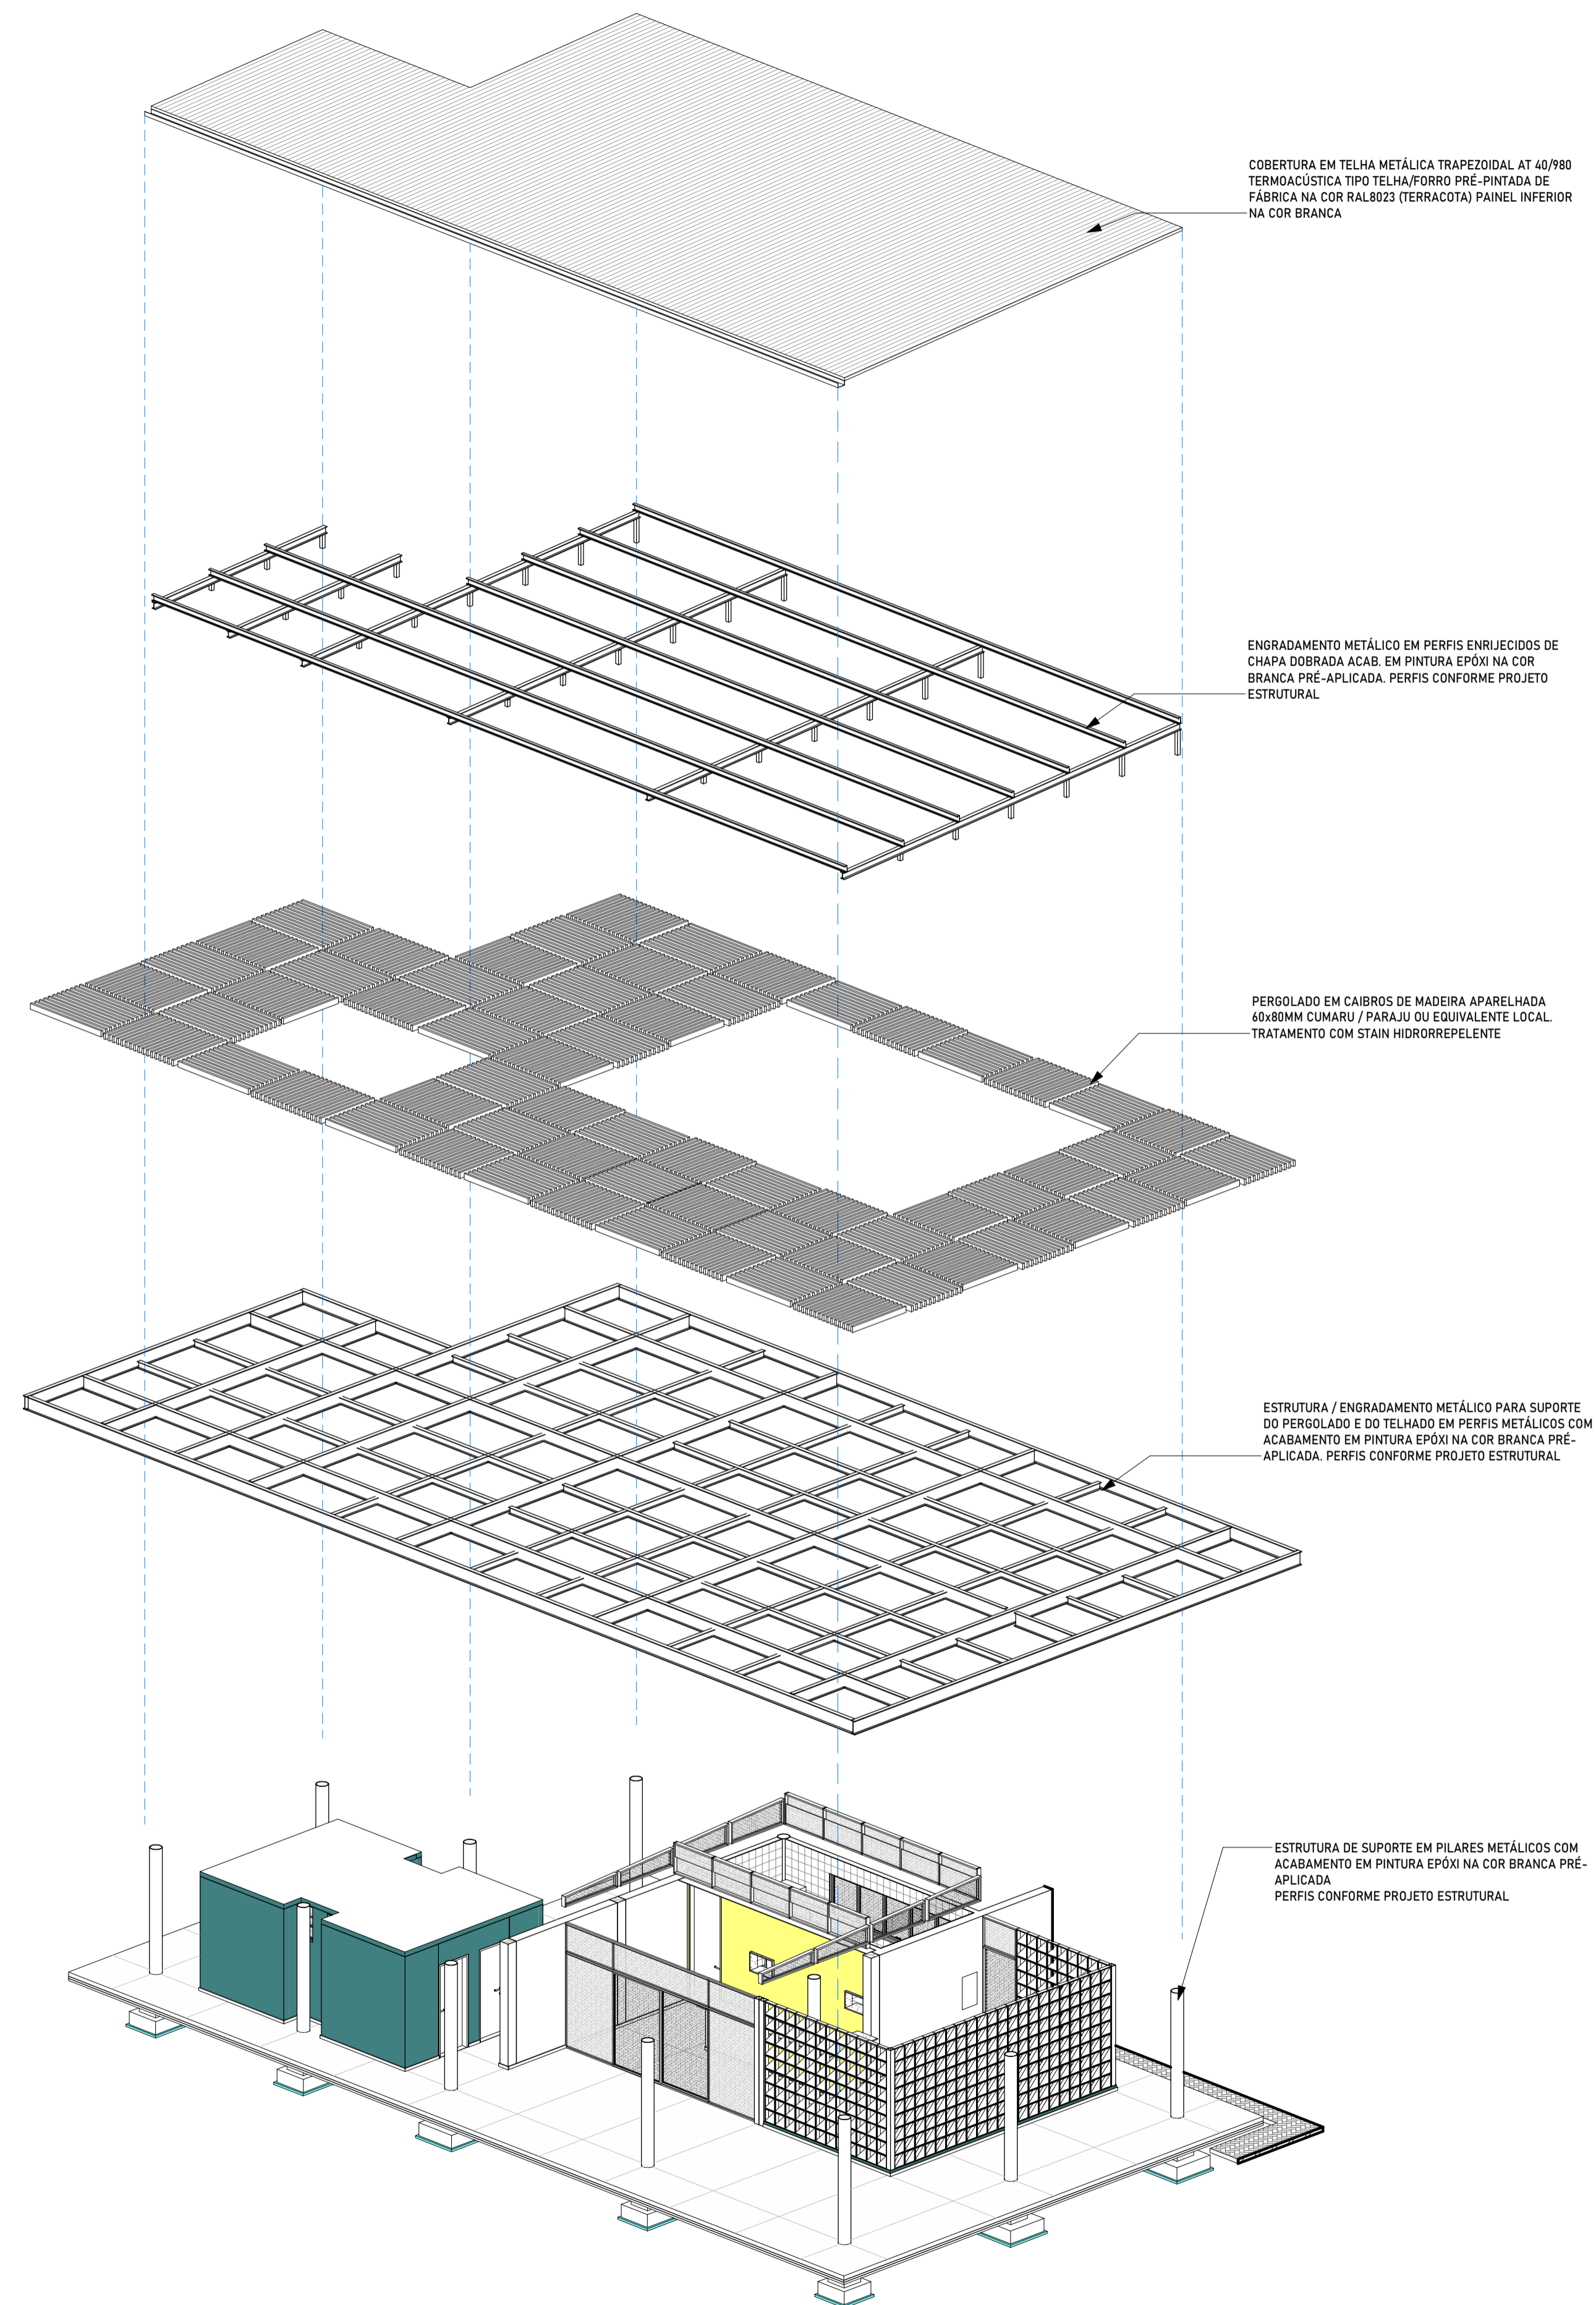 COBERTURA EM TELHA METÁLICA TRAPEZOIDAL AT 40/980
TERMOACÚSTICA TIPO TELHA/FORRO PRÉ-PINTADA DE
FÁBRICA NA COR RAL8023 (TERRACOTA) PAINEL INFERIOR
NA COR BRANCA
ENGRADAMENTO METÁLICO EM PERFIS ENRIJECIDOS DE
CHAPA DOBRADA ACAB. EM PINTURA EPÓXI NA COR
BRANCA PRÉ-APLICADA. PERFIS CONFORME PROJETO
ESTRUTURAL
PERGOLADO EM CAIBROS DE MADEIRA APARELHADA
60x80MM CUMARU / PARAJU OU EQUIVALENTE LOCAL.
TRATAMENTO COM STAIN HIDRORREPELENTE
ESTRUTURA / ENGRADAMENTO METÁLICO PARA SUPORTE
DO PERGOLADO E DO TELHADO EM PERFIS METÁLICOS COM
ACABAMENTO EM PINTURA EPÓXI NA COR BRANCA PRÉ-
APLICADA. PERFIS CONFORME PROJETO ESTRUTURAL
ESTRUTURA DE SUPORTE EM PILARES METÁLICOS COM
ACABAMENTO EM PINTURA EPÓXI NA COR BRANCA PRÉ-
APLICADA
PERFIS CONFORME PROJETO ESTRUTURAL